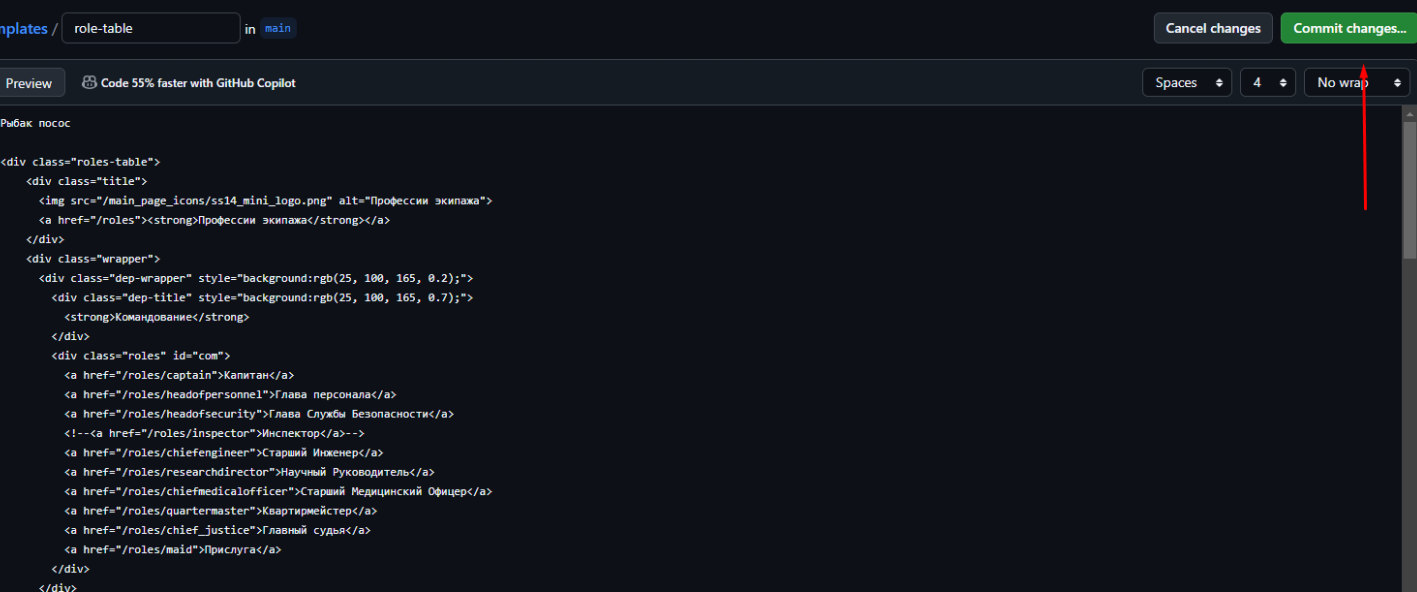 mplates / role-table in main Cancel changes Commit changes...
Preview Code 55% faster with GitHub Copilot Spaces 4 No wrap
Рыбак посос
<div class="roles-table">
<div class="title">
<img src="/main_page_icons/ss14_mini_logo.png" alt="Профессии экипажа">
<a href="/roles"><strong>Профессии экипажа</strong></a>
</div>
<div class="wrapper">
<div class="dep-wrapper" style="background:rgb(25, 100, 165, 0.2);">
<div class="dep-title" style="background:rgb(25, 100, 165, 0.7);">
<strong>Командование</strong>
</div>
<div class="roles" id="com">
<a href="/roles/captain">Капитан</a>
<a href="/roles/headofpersonnel">Глава персонала</a>
<a href="/roles/headofsecurity">Глава Службы Безопасности</a>
<!--<a href="/roles/inspector">Инспектор</a>-->
<a href="/roles/chiefengineer">Старший Инженер</a>
<a href="/roles/researchdirector">Научный Руководитель</a>
<a href="/roles/chiefmedicalofficer">Старший Медицинский Офицер</a>
<a href="/roles/quartermaster">Квартирмейстер</a>
<a href="/roles/chief_justice">Главный судья</a>
<a href="/roles/maid">Прислуга</a>
</div>
</div>